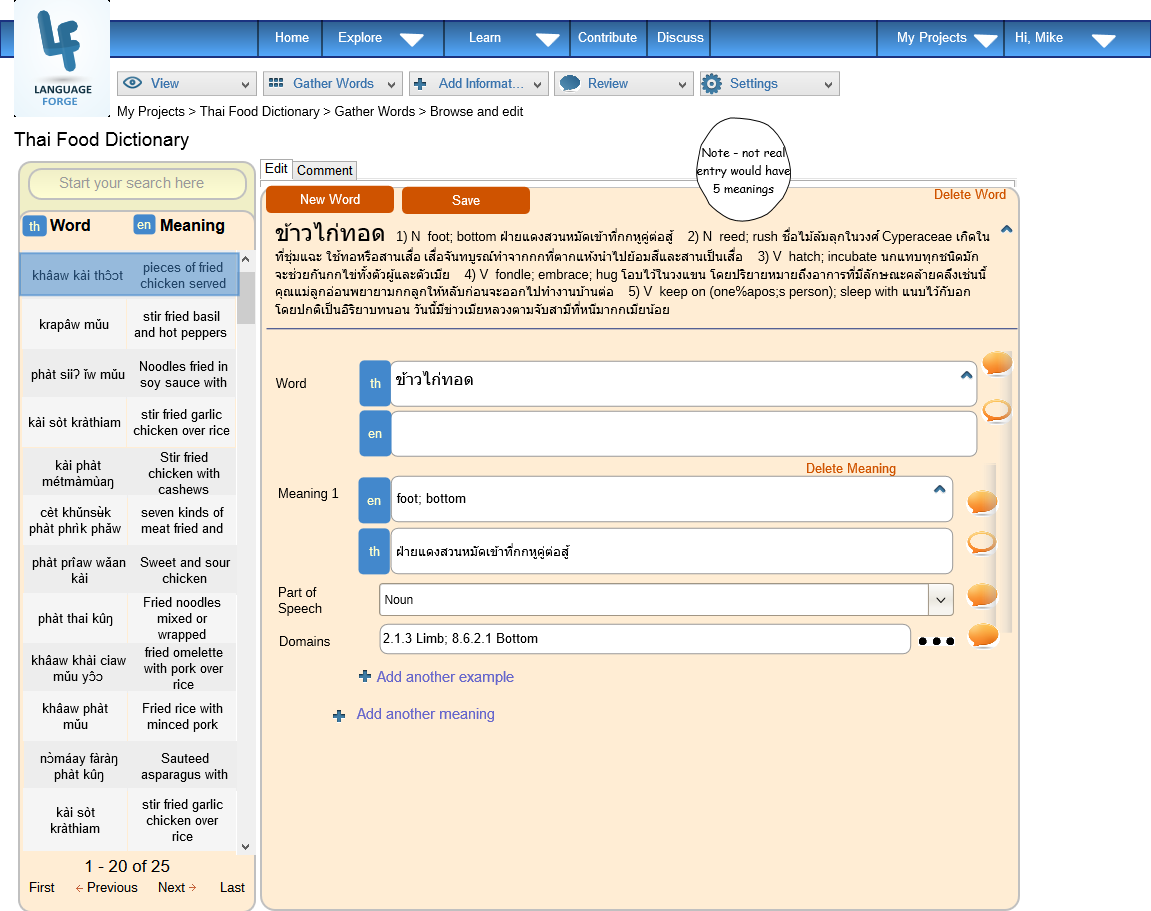 LANGUAGE
FORGE
Home Explore Learn Contribute Discuss My Projects Hi, Mike
View Gather Words Add Informat... Review Settings
My Projects > Thai Food Dictionary > Gather Words > Browse and edit
Thai Food Dictionary
Note - not real
entry would have
5 meanings
Start your search here
th Word en Meaning
khâaw kài thɔ̂ɔt
pieces of fried
chicken served
krapâw mǔu
stir fried basil
and hot peppers
phàt siiʔ ǐw mǔu
Noodles fried in
soy sauce with
kài sòt kràthiam
stir fried garlic
chicken over rice
kài phàt
métmàmùaŋ
Stir fried
chicken with
cashews
cèt khǔnsʉ̀k
phàt phrìk phǎw
seven kinds of
meat fried and
phàt prîaw wǎan
kài
Sweet and sour
chicken
phàt thai kûŋ
Fried noodles
mixed or
wrapped
khâaw khài ciaw
mǔu yɔ̂ɔ
fried omelette
with pork over
rice
khâaw phàt
mǔu
Fried rice with
minced pork
nɔ̀máay fàràŋ
phàt kûŋ
Sauteed
asparagus with
kài sòt
kràthiam
stir fried garlic
chicken over
rice
1 - 20 of 25
First ← Previous Next → Last
Edit Comment
New Word Save Delete Word
ข้าวไก่ทอด 1) N foot; bottom ฝ่ายแดงสวนหมัดเข้าที่กกหูคู่ต่อสู้ 2) N reed; rush ชื่อไม้ล้มลุกในวงศ์ Cyperaceae เกิดใน
ที่ชุ่มแฉะ ใช้ทอหรือสานเสื่อ เสื่อจันทบูรณ์ทำจากกกที่ตากแห้งนำไปย้อมสีและสานเป็นเสื่อ 3) V hatch; incubate นกแทบทุกชนิดมัก
จะช่วยกันกกไข่ทั้งตัวผู้และตัวเมีย 4) V fondle; embrace; hug โอบไว้ในวงแขน โดยปริยายหมายถึงอาการที่มีลักษณะคล้ายคลึงเช่นนี้
คุณแม่ลูกอ่อนพยายามกกลูกให้หลับก่อนจะออกไปทำงานบ้านต่อ 5) V keep on (one%apos;s person); sleep with แนบไว้กับอก
โดยปกติเป็นอิริยาบทนอน วันนี้มีข่าวเมียหลวงตามจับสามีที่หนีมากกเมียน้อย
Word th ข้าวไก่ทอด
en
Delete Meaning
Meaning 1 en foot; bottom
th ฝ่ายแดงสวนหมัดเข้าที่กกหูคู่ต่อสู้
Part of
Speech
Noun
Domains 2.1.3 Limb; 8.6.2.1 Bottom
Add another example
Add another meaning